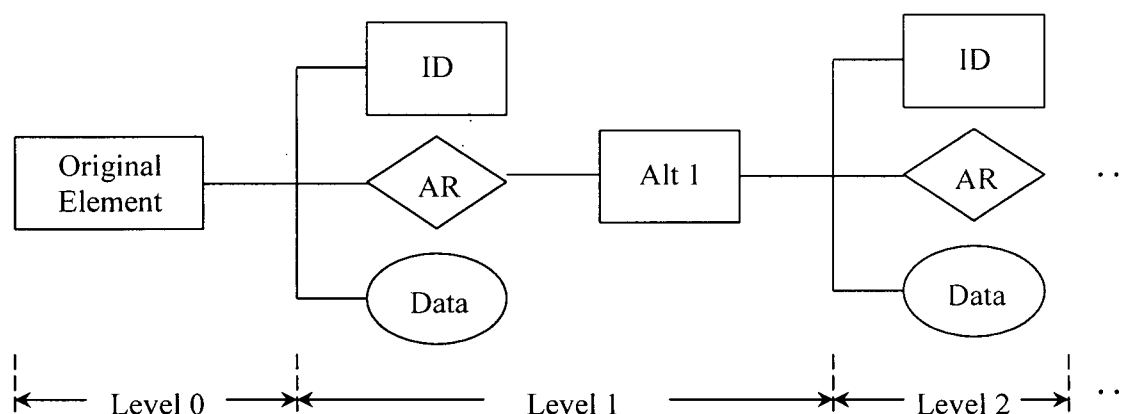 ID
ID
Original
Element
AR
Alt 1
AR
. .
Data
Data
Level 0
Level 1
Level 2
. .